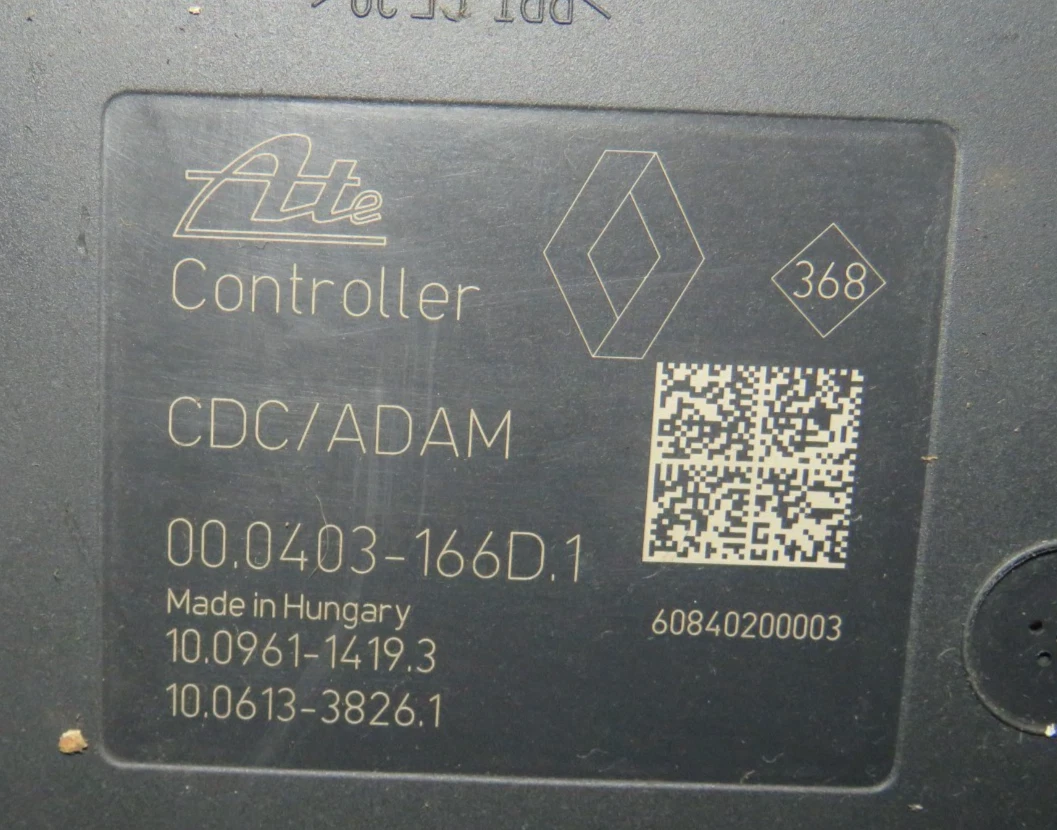 Ate
Controller
368
CDC/ADAM
00.0403-166D.1
Made in Hungary
10.0961-1419.3
10.0613-3826.1
60840200003